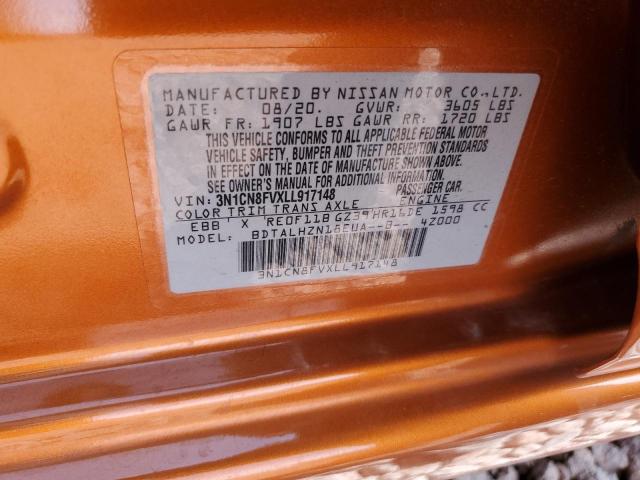 MANUFACTURED BY NISSAN MOTOR CO.,LTD.
DATE: 08/20. GVWR: 3605 LBS
GAWR FR: 1907 LBS GAWR RR: 1720 LBS
THIS VEHICLE CONFORMS TO ALL APPLICABLE FEDERAL MOTOR
VEHICLE SAFETY, BUMPER AND THEFT PREVENTION STANDARDS
IN EFFECT ON THE DATE OF MANUFACTURE SHOWN ABOVE.
SEE OWNER'S MANUAL FOR ADDITIONAL INFORMATION
VIN: 3N1CN8FVXLL917148 PASSENGER CAR.
COLOR TRIM TRANS AXLE ENGINE
EBB X RE0F11B GZ39 HR16DE 1598 CC
MODEL: BDTALHZN18EUA--B-- 4Z000
3N1CN8FVXLL917148